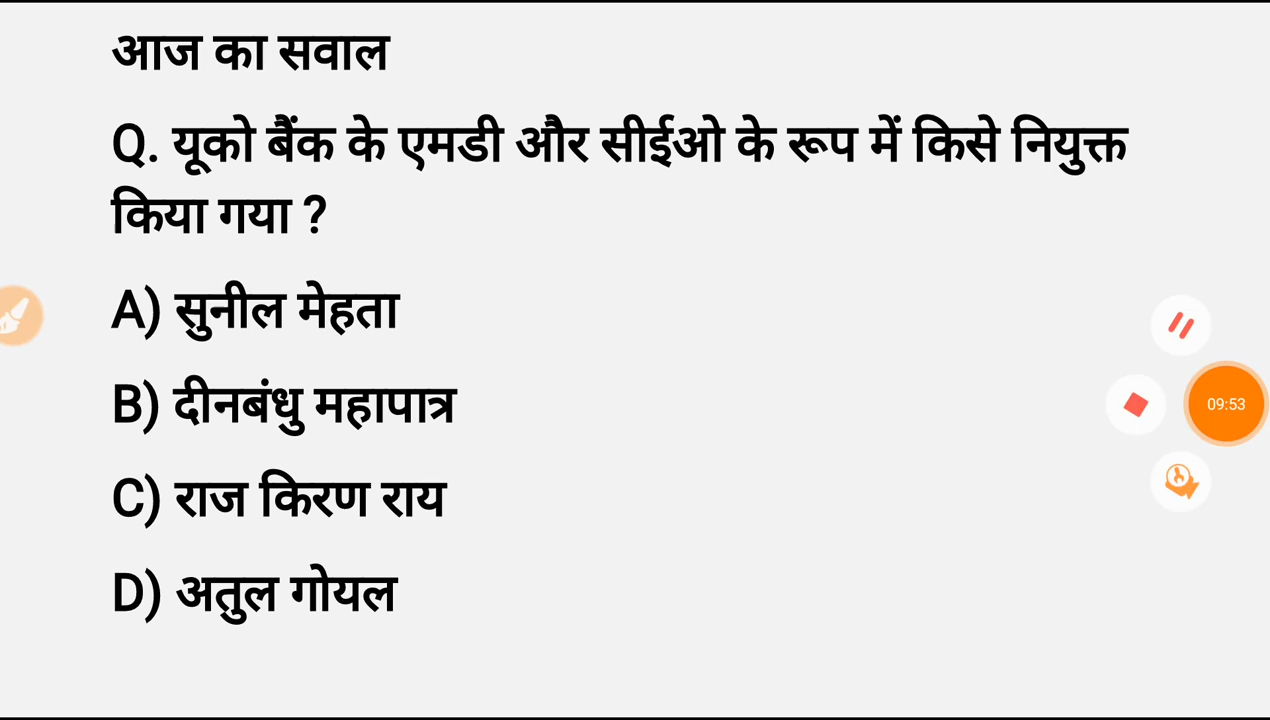 आज का सवाल
Q. यूको बैंक के एमडी और सीईओ के रूप में किसे नियुक्त
किया गया ?
A) सुनील मेहता
B) दीनबंधु महापात्र
C) राज किरण राय
D) अतुल गोयल
09:53